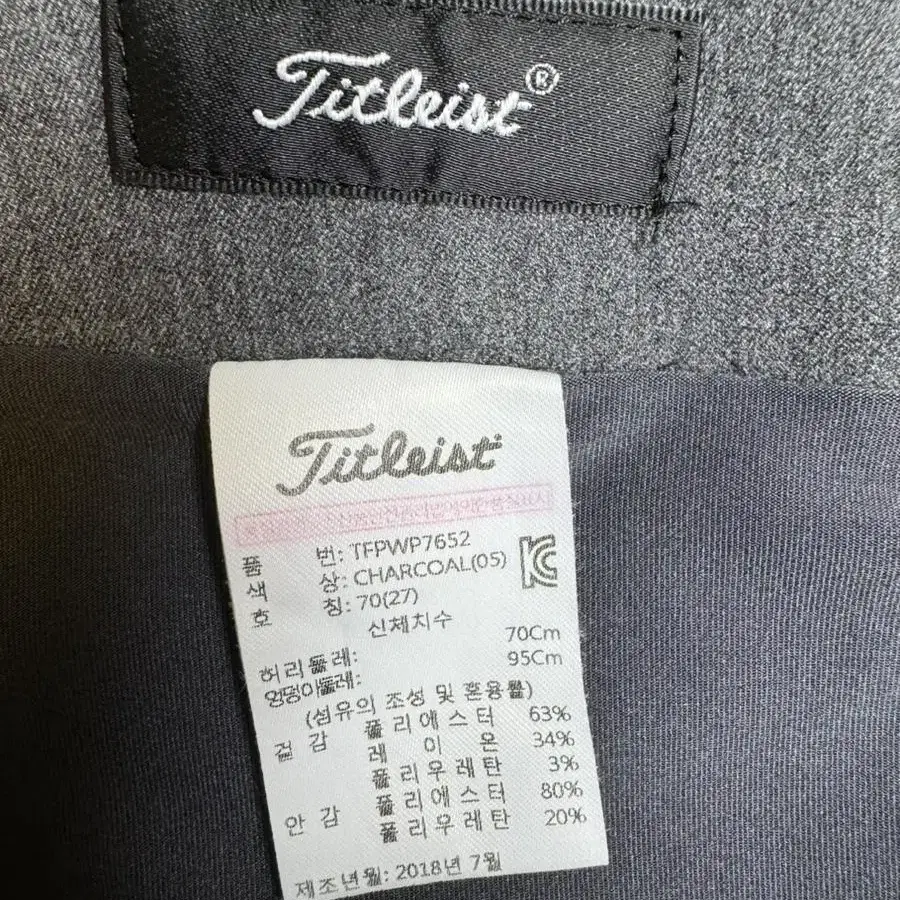 Titleist®
Titleist
품 번: TFPWP7652
색 상: CHARCOAL(05)
호 칭: 70(27)
신체치수
허리둘레: 70Cm
엉덩이둘레: 95Cm
(섬유의 조성 및 혼용률)
겉 감 폴리에스터 63%
레 이 온 34%
폴리우레탄 3%
안 감 폴리에스터 80%
폴리우레탄 20%
제조년월: 2018년 7월